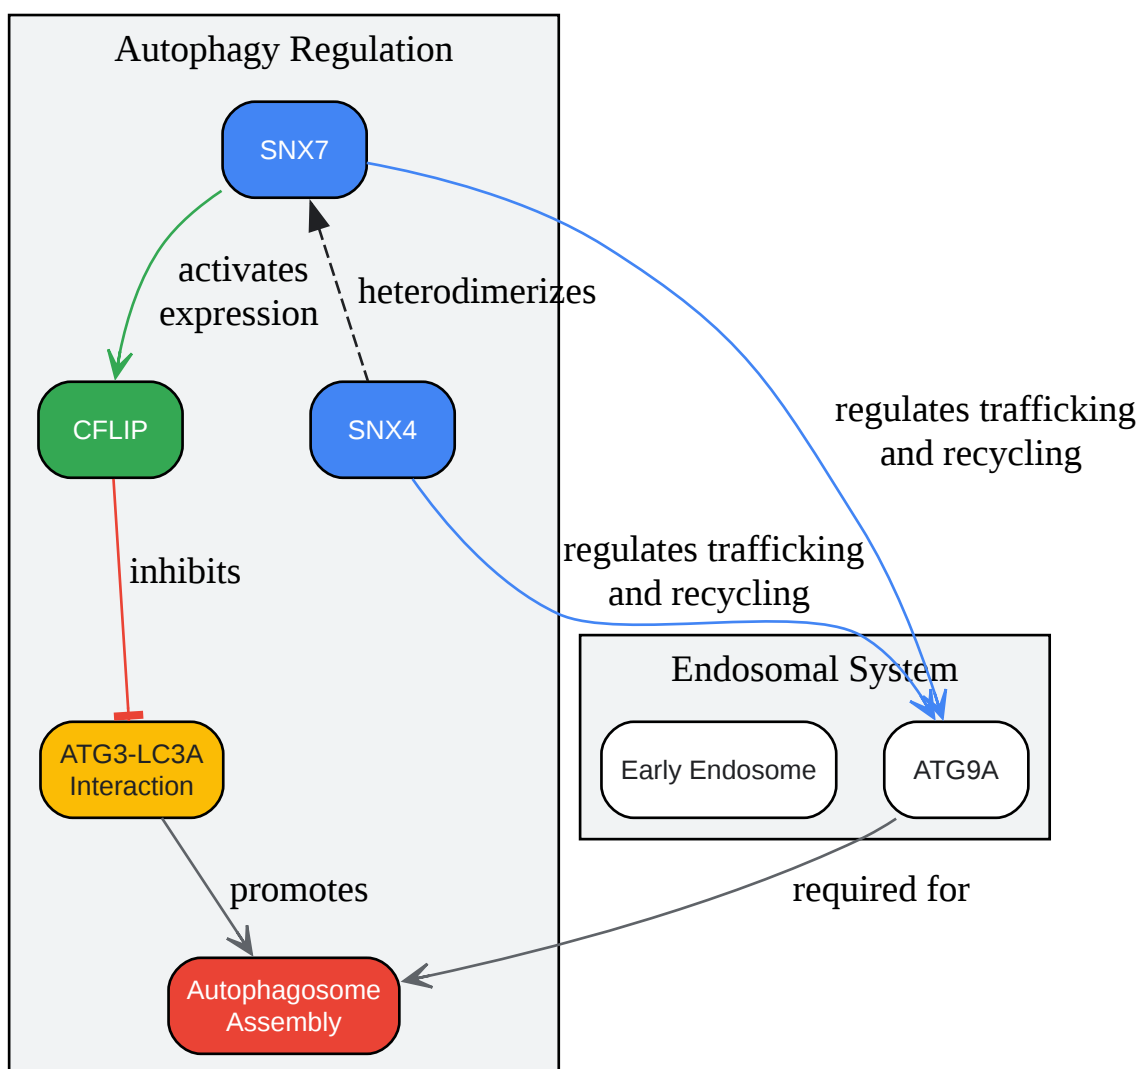 Autophagy Regulation
SNX7
activates
expression
heterodimerizes
CFLIP
SNX4
regulates trafficking
and recycling
inhibits
regulates trafficking
and recycling
Endosomal System
ATG3-LC3A
Interaction
Early Endosome
ATG9A
promotes
required for
Autophagosome
Assembly